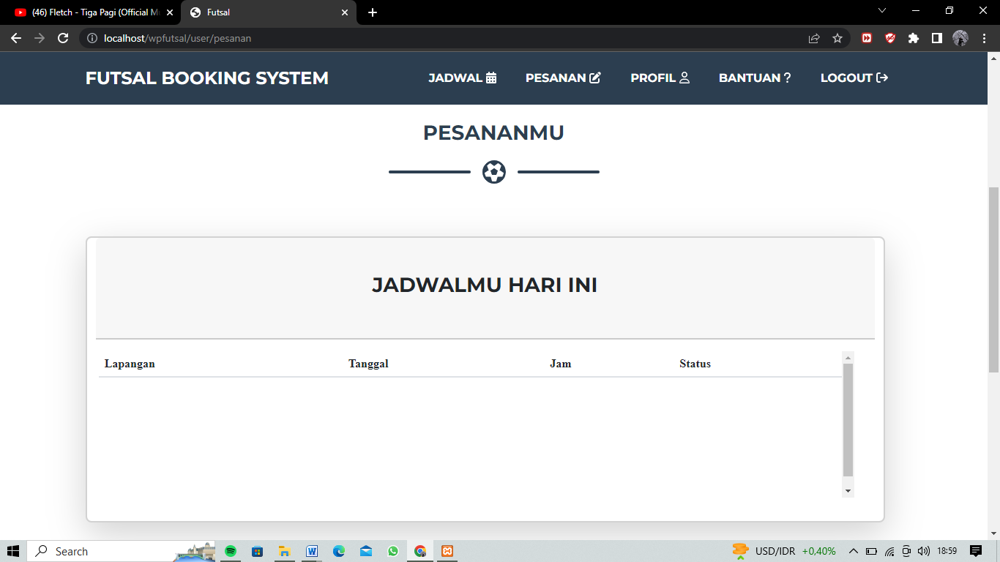 (46) Fletch - Tiga Pagi (Official M
Futsal
localhost/wpfutsal/user/pesanan
FUTSAL BOOKING SYSTEM
JADWAL
PESANAN
PROFIL
BANTUAN ?
LOGOUT
PESANANMU
JADWALMU HARI INI
Lapangan Tanggal Jam Status
Search
USD/IDR +0,40%
18:59